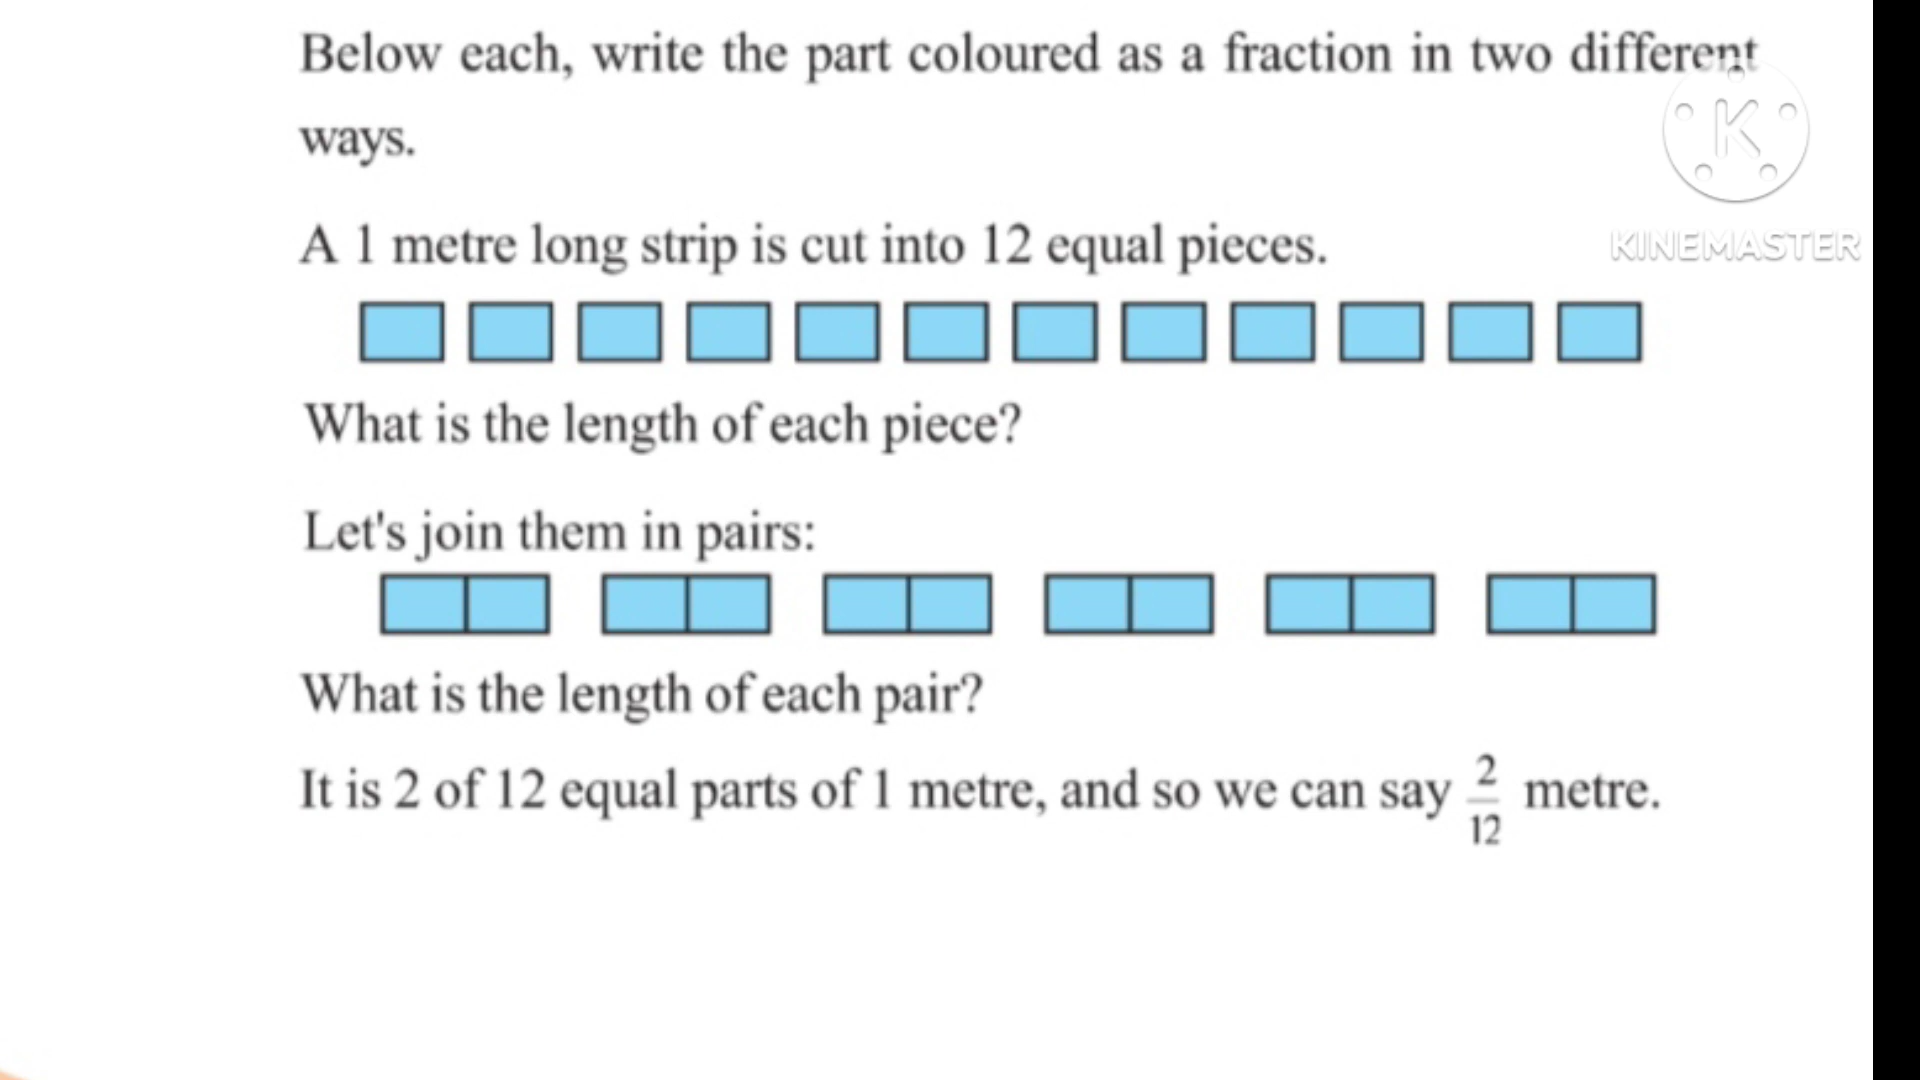 Below each, write the part coloured as a fraction in two different
ways.
K
KINEMASTER
A 1 metre long strip is cut into 12 equal pieces.
What is the length of each piece?
Let's join them in pairs:
What is the length of each pair?
It is 2 of 12 equal parts of 1 metre, and so we can say 2/12 metre.